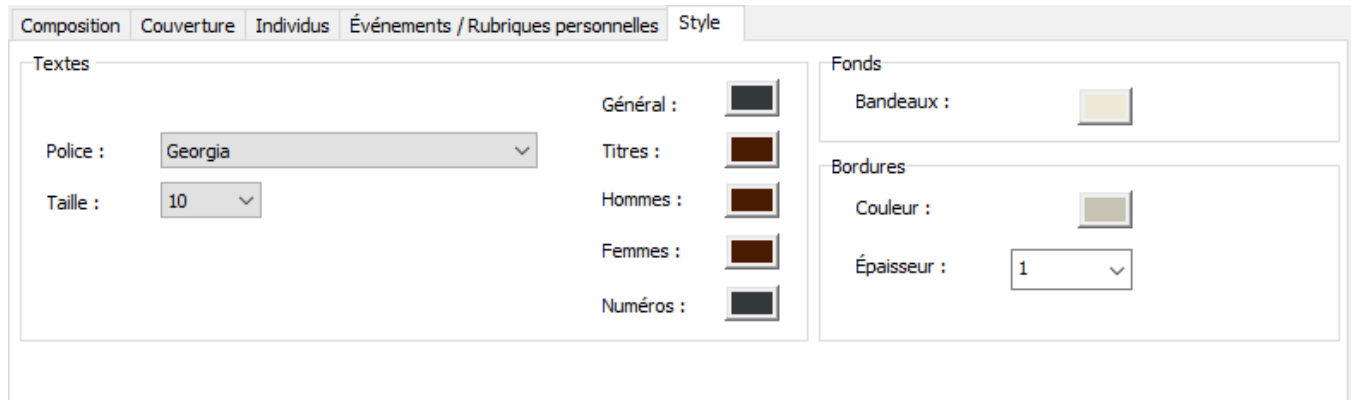 Composition Couverture Individus Événements / Rubriques personnelles Style
Textes
Général :
Police : Georgia
Titres :
Taille : 10
Hommes :
Femmes :
Numéros :
Fonds
Bandeaux :
Bordures
Couleur :
Épaisseur : 1